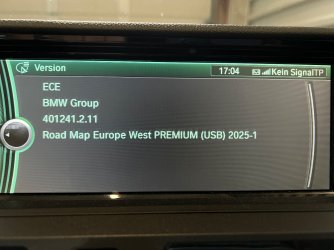 Version 17:04 Kein Signal TP
ECE
BMW Group
401241.2.11
Road Map Europe West PREMIUM (USB) 2025-1